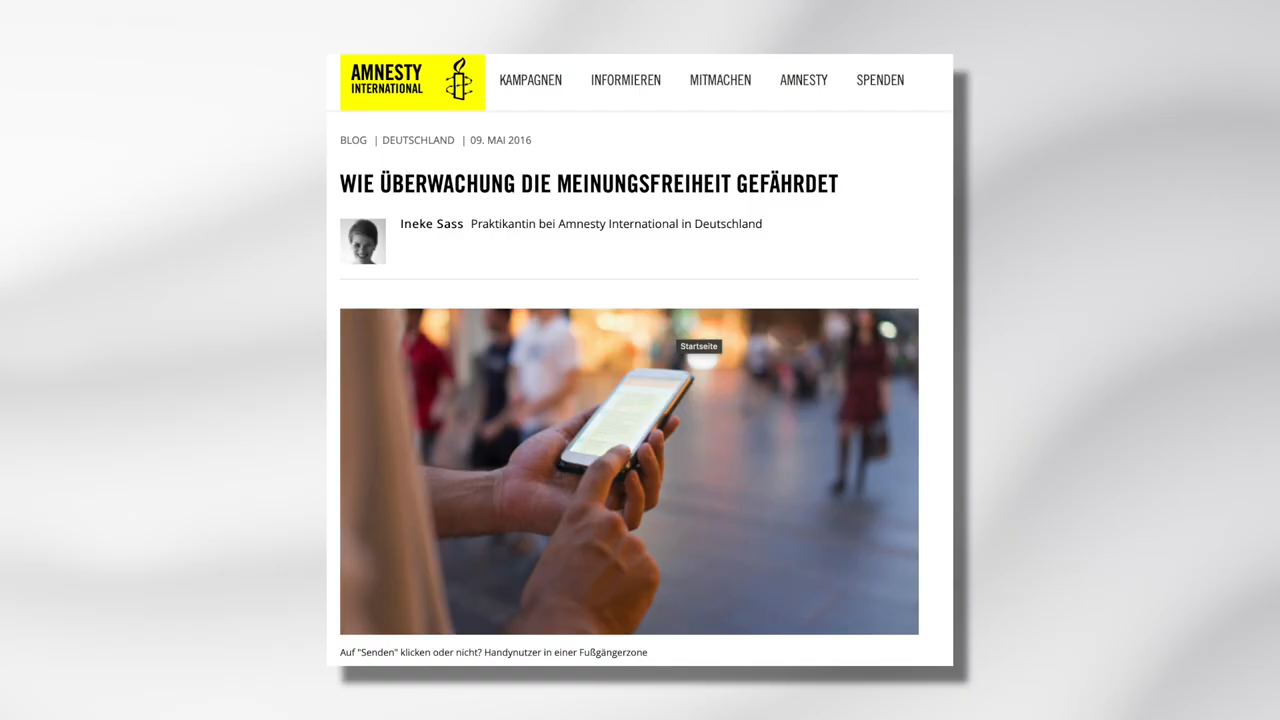 AMNESTY
INTERNATIONAL
KAMPAGNEN INFORMIEREN MITMACHEN AMNESTY SPENDEN
BLOG | DEUTSCHLAND | 09. MAI 2016
WIE ÜBERWACHUNG DIE MEINUNGSFREIHEIT GEFÄHRDET
Ineke Sass Praktikantin bei Amnesty International in Deutschland
Startseite
Auf "Senden" klicken oder nicht? Handynutzer in einer Fußgängerzone